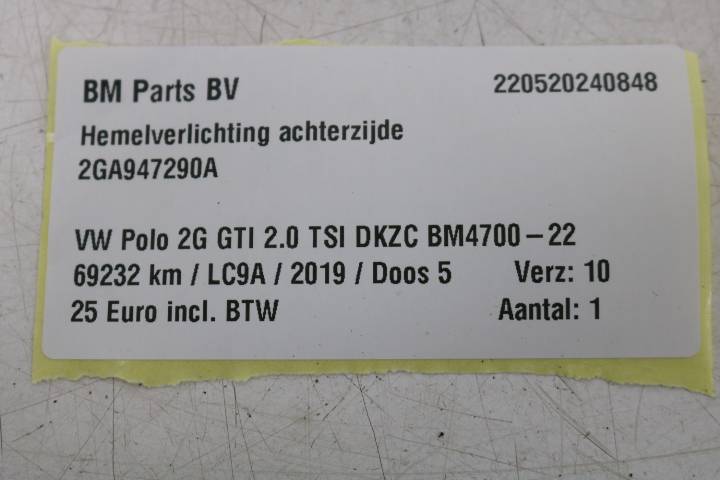 BM Parts BV 220520240848
Hemelverlichting achterzijde
2GA947290A
VW Polo 2G GTI 2.0 TSI DKZC BM4700-22
69232 km / LC9A / 2019 / Doos 5 Verz: 10
25 Euro incl. BTW Aantal: 1